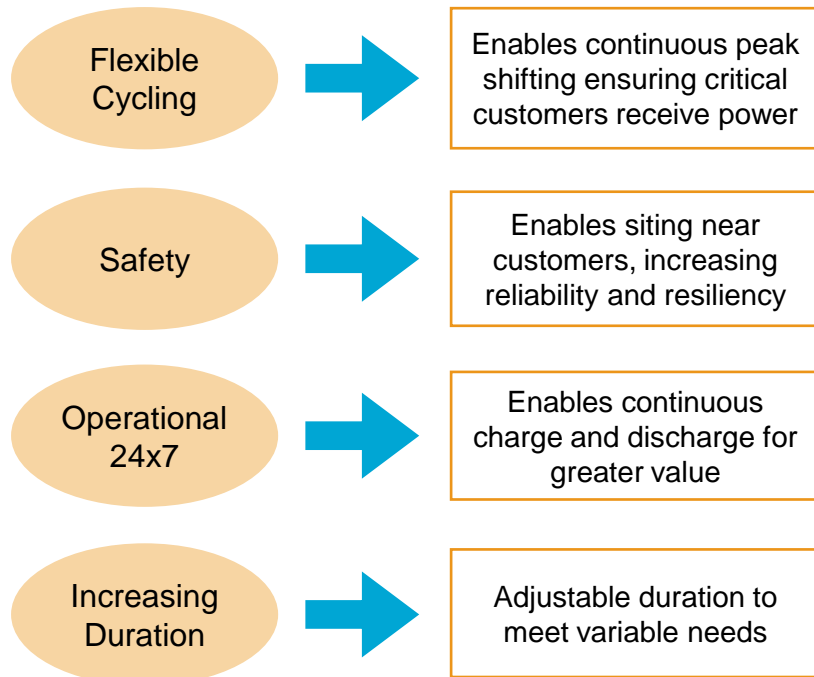 Flexible
Cycling
Enables continuous peak
shifting ensuring critical
customers receive power
Safety
Enables siting near
customers, increasing
reliability and resiliency
Operational
24x7
Enables continuous
charge and discharge for
greater value
Increasing
Duration
Adjustable duration to
meet variable needs